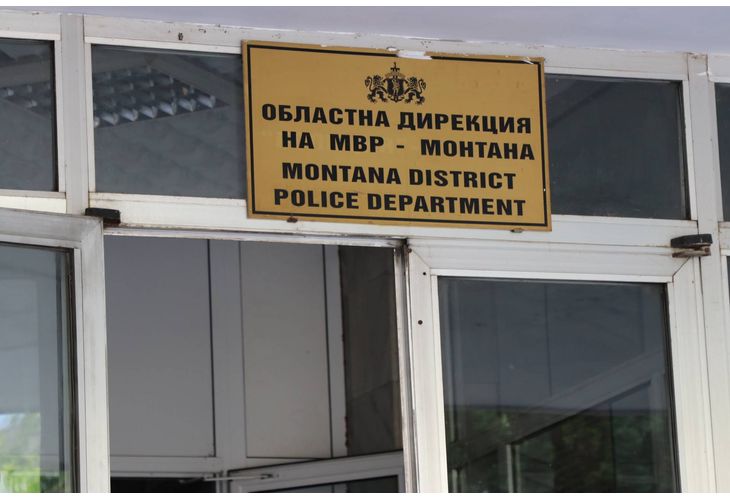 ОБЛАСТНА ДИРЕКЦИЯ
НА МВР - МОНТАНА
MONTANA DISTRICT
POLICE DEPARTMENT